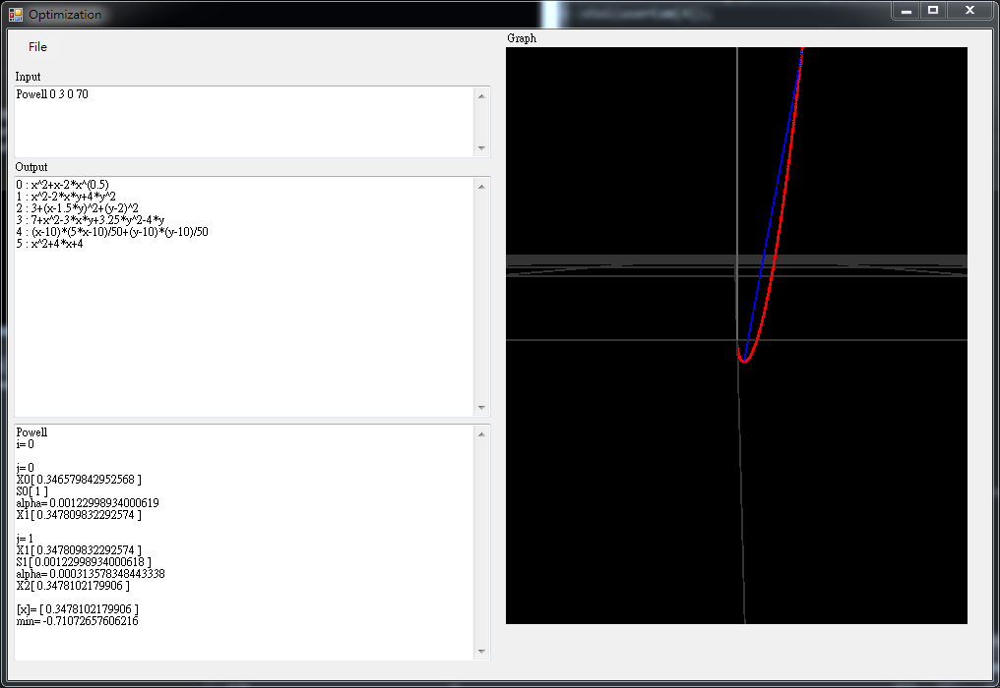 Optimization
File
Input
Powell 0 3 0 70
Output
0 : x^2+x-2*x^(0.5)
1 : x^2-2*x*y+4*y^2
2 : 3+(x-1.5*y)^2+(y-2)^2
3 : 7+x^2-3*x*y+3.25*y^2-4*y
4 : (x-10)*(5*x-10)/50+(y-10)*(y-10)/50
5 : x^2+4*x+4
Powell
i= 0
j= 0
X0[ 0.346579842952568 ]
S0[ 1 ]
alpha= 0.00122998934000619
X1[ 0.347809832292574 ]
j= 1
X1[ 0.347809832292574 ]
S1[ 0.00122998934000618 ]
alpha= 0.000313578348443338
X2[ 0.3478102179906 ]
[x]= [ 0.3478102179906 ]
min= -0.71072657606216
Graph